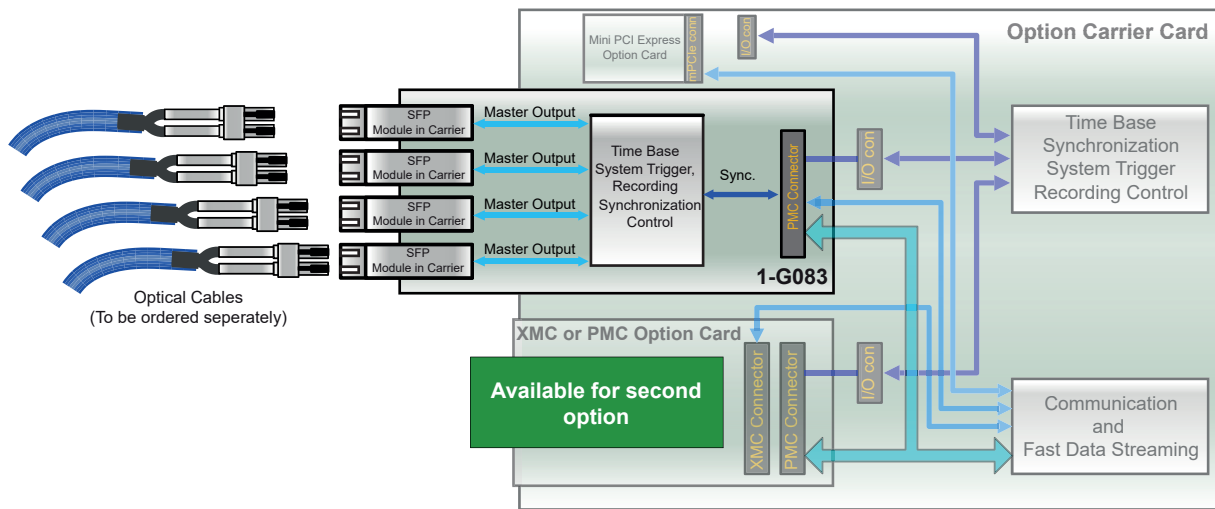 Option Carrier Card
Mini PCI Express
Option Card
mPCIe conn
I/O con
SFP
Module in Carrier
Master Output
SFP
Module in Carrier
Master Output
SFP
Module in Carrier
Master Output
SFP
Module in Carrier
Master Output
Time Base
System Trigger,
Recording
Synchronization
Control
Sync.
PMC Connector
I/O con
1-G083
Time Base
Synchronization
System Trigger
Recording Control
Optical Cables
(To be ordered seperately)
XMC or PMC Option Card
Available for second
option
XMC Connector
PMC Connector
I/O con
Communication
and
Fast Data Streaming